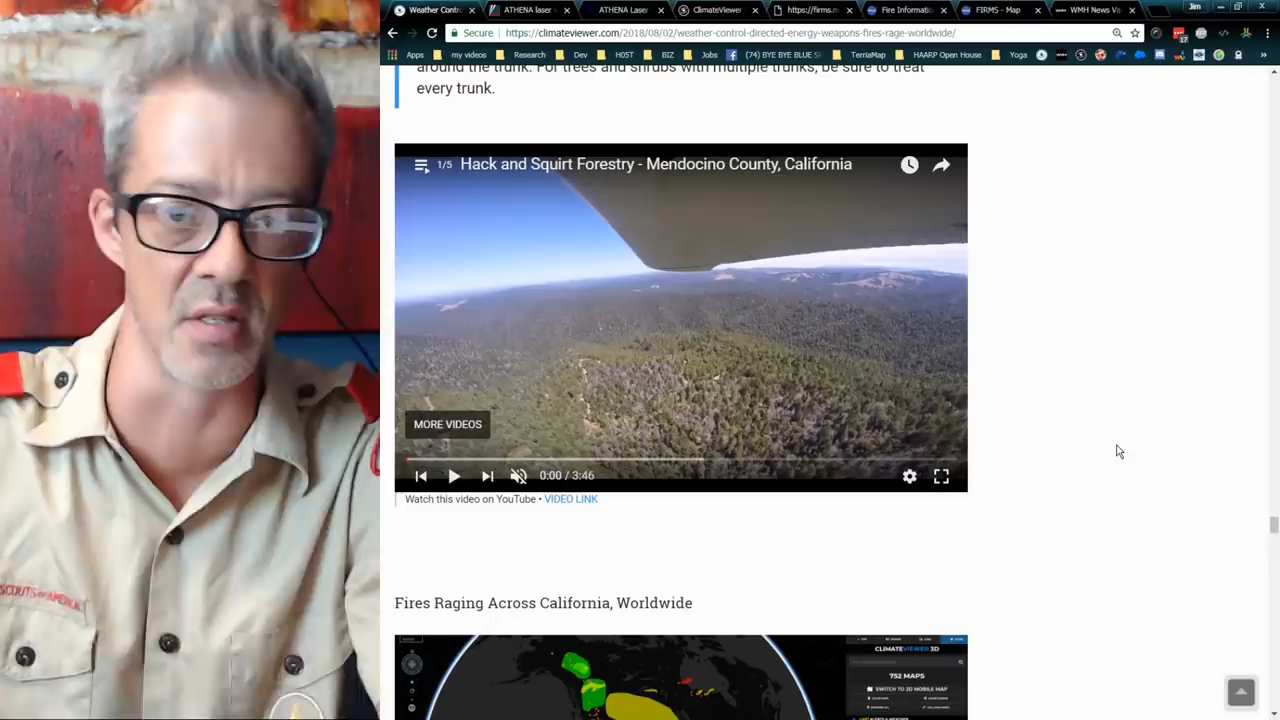 Weather Contro
ATHENA laser
ATHENA Laser
ClimateViewer
https://firms.m
Fire Informatio
FIRMS - Map
WMH News Va
Jim
Secure
https://climateviewer.com/2018/08/02/weather-control-directed-energy-weapons-fires-rage-worldwide/
17
Apps
my videos
Research
Dev
H05T
BIZ
Jobs
(74) BYE BYE BLUE S
TerriaMap
HAARP Open House
Yoga
around the trunk. For trees and shrubs with multiple trunks, be sure to treat
every trunk.
1/5
Hack and Squirt Forestry - Mendocino County, California
MORE VIDEOS
0:00 / 3:46
Watch this video on YouTube • VIDEO LINK
SCOUTS OF AMERICA
Fires Raging Across California, Worldwide
CLIMATEVIEWER 3D
752 MAPS
SWITCH TO 2D MOBILE MAP